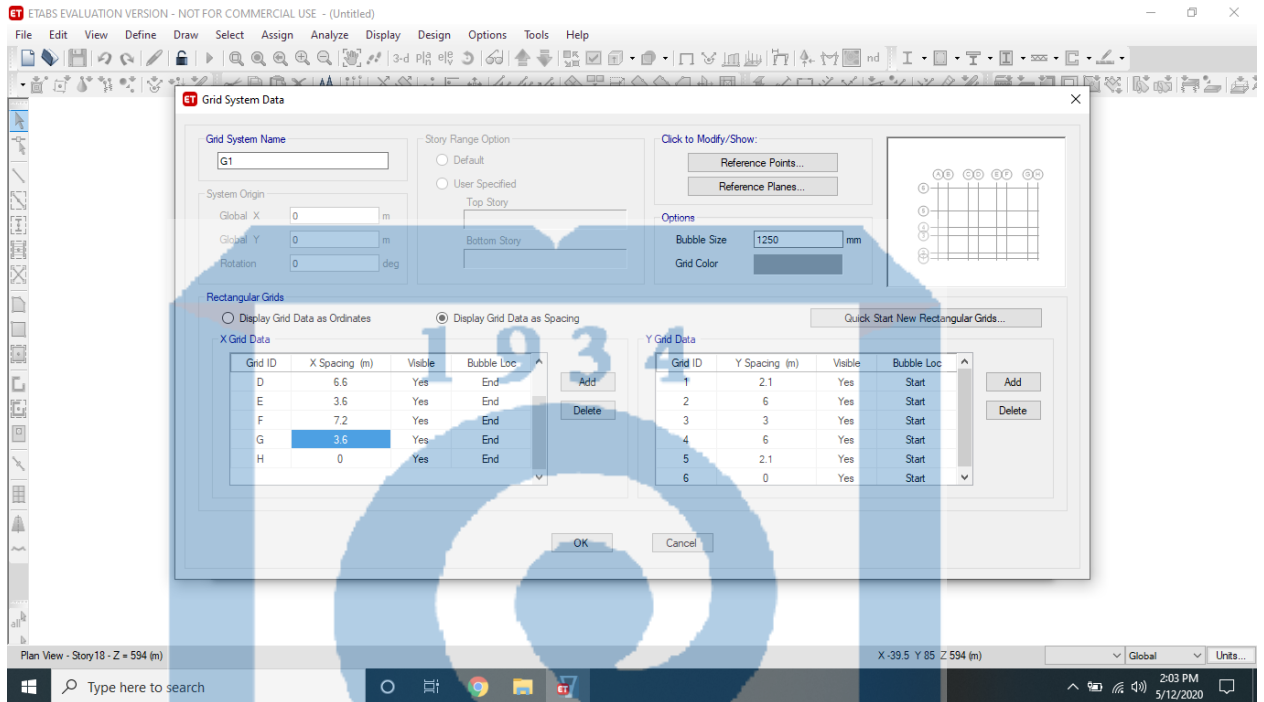 ETABS EVALUATION VERSION - NOT FOR COMMERCIAL USE - (Untitled)
File Edit View Define Draw Select Assign Analyze Display Design Options Tools Help
3-d nd
Grid System Data
Grid System Name
G1
System Origin
Global X 0 m
Global Y 0 m
Rotation 0 deg
Story Range Option
Default
User Specified
Top Story
Bottom Story
Click to Modify/Show:
Reference Points...
Reference Planes...
Options
Bubble Size 1250 mm
Grid Color
Rectangular Grids
Display Grid Data as Ordinates Display Grid Data as Spacing Quick Start New Rectangular Grids...
1934
X Grid Data
Grid ID X Spacing (m) Visible Bubble Loc
D 6.6 Yes End
E 3.6 Yes End
F 7.2 Yes End
G 3.6 Yes End
H 0 Yes End
Add
Delete
Y Grid Data
Grid ID Y Spacing (m) Visible Bubble Loc
1 2.1 Yes Start
2 6 Yes Start
3 3 Yes Start
4 6 Yes Start
5 2.1 Yes Start
6 0 Yes Start
Add
Delete
OK Cancel
all
Plan View - Story18 - Z = 594 (m) X -39.5 Y 85 Z 594 (m) Global Units...
Type here to search
2:03 PM
5/12/2020